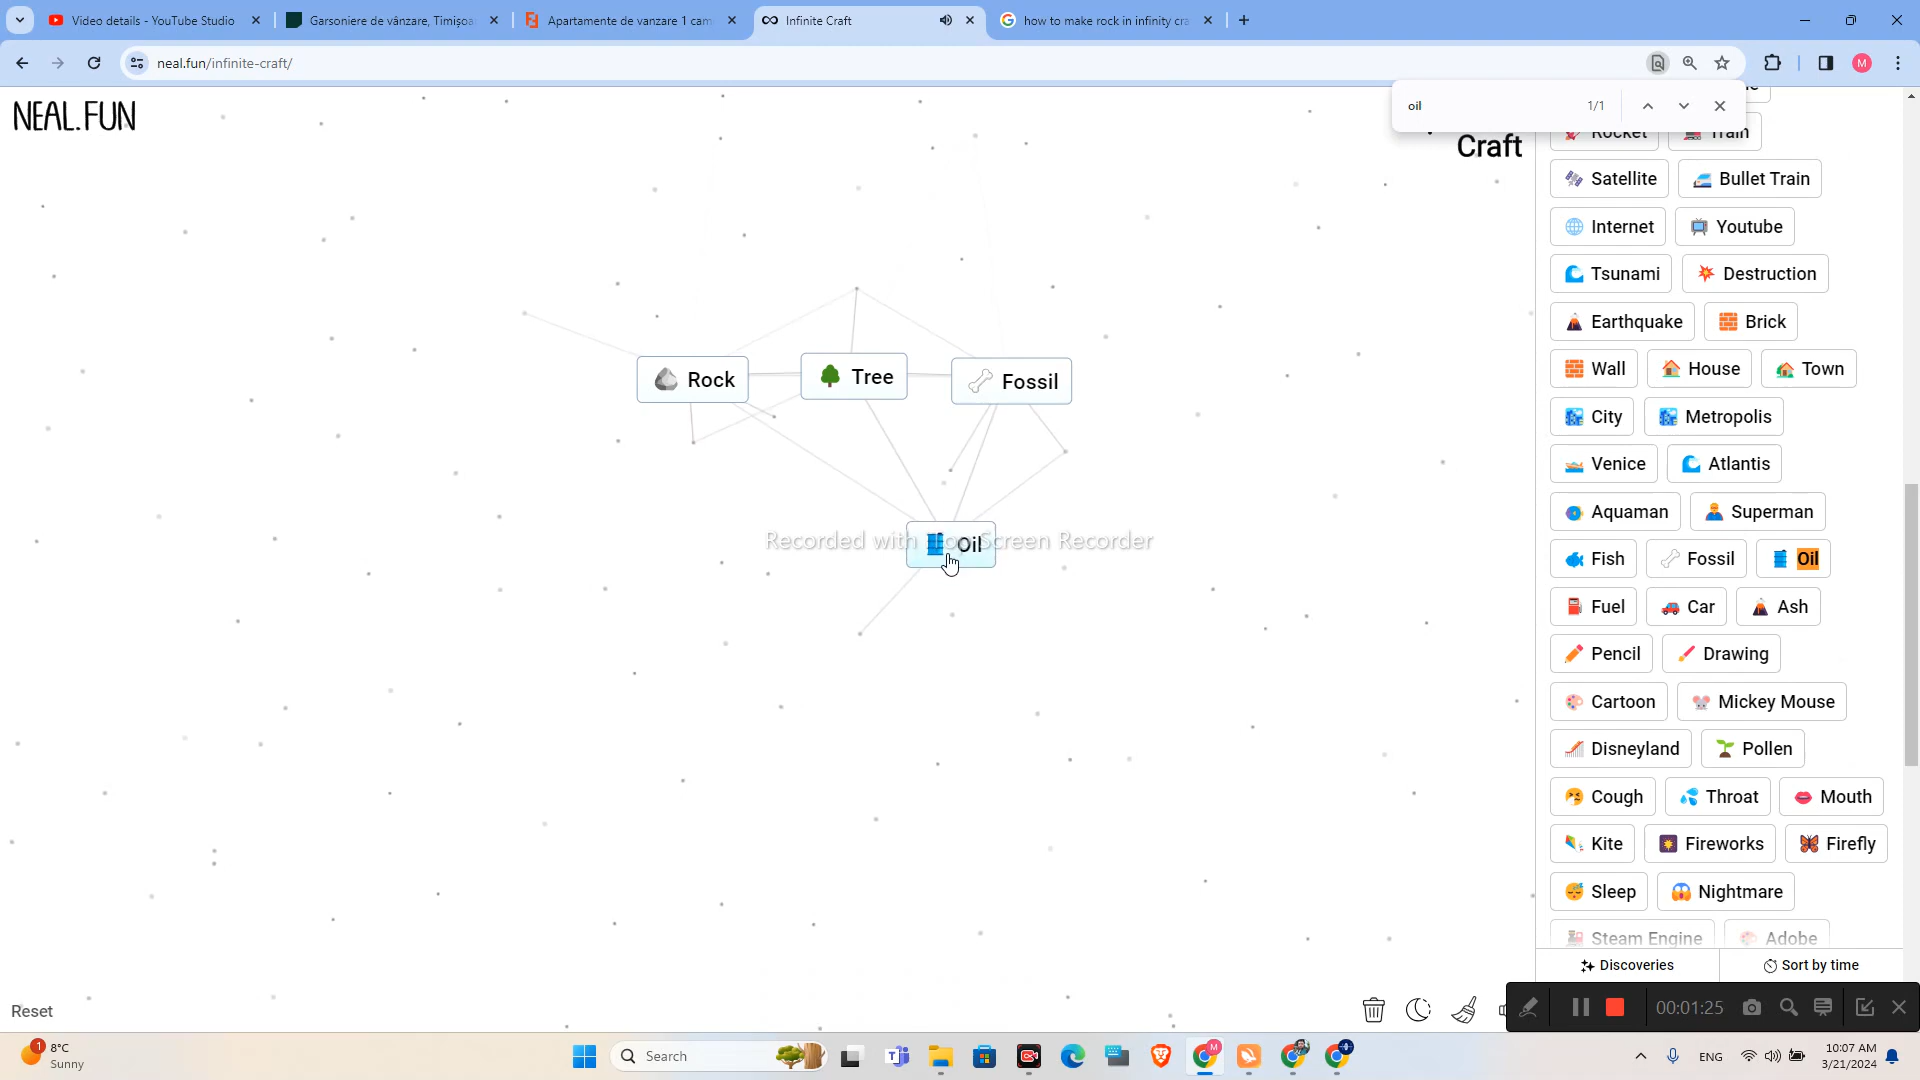 Video details - YouTube Studio
Garsoniere de vânzare, Timișoa
Apartamente de vanzare 1 cam
Infinite Craft
how to make rock in infinity cra
neal.fun/infinite-craft/
M
oil
1/1
NEAL.FUN
Craft
Rocket
Train
Satellite
Bullet Train
Internet
Youtube
Tsunami
Destruction
Earthquake
Brick
Wall
House
Town
City
Metropolis
Venice
Atlantis
Aquaman
Superman
Fish
Fossil
Oil
Fuel
Car
Ash
Pencil
Drawing
Cartoon
Mickey Mouse
Disneyland
Pollen
Cough
Throat
Mouth
Kite
Fireworks
Firefly
Sleep
Nightmare
Steam Engine
Adobe
Discoveries
Sort by time
Rock
Tree
Fossil
Oil
Recorded with Top Screen Recorder
Reset
00:01:25
1
8°C
Sunny
Search
ENG
10:07 AM
3/21/2024